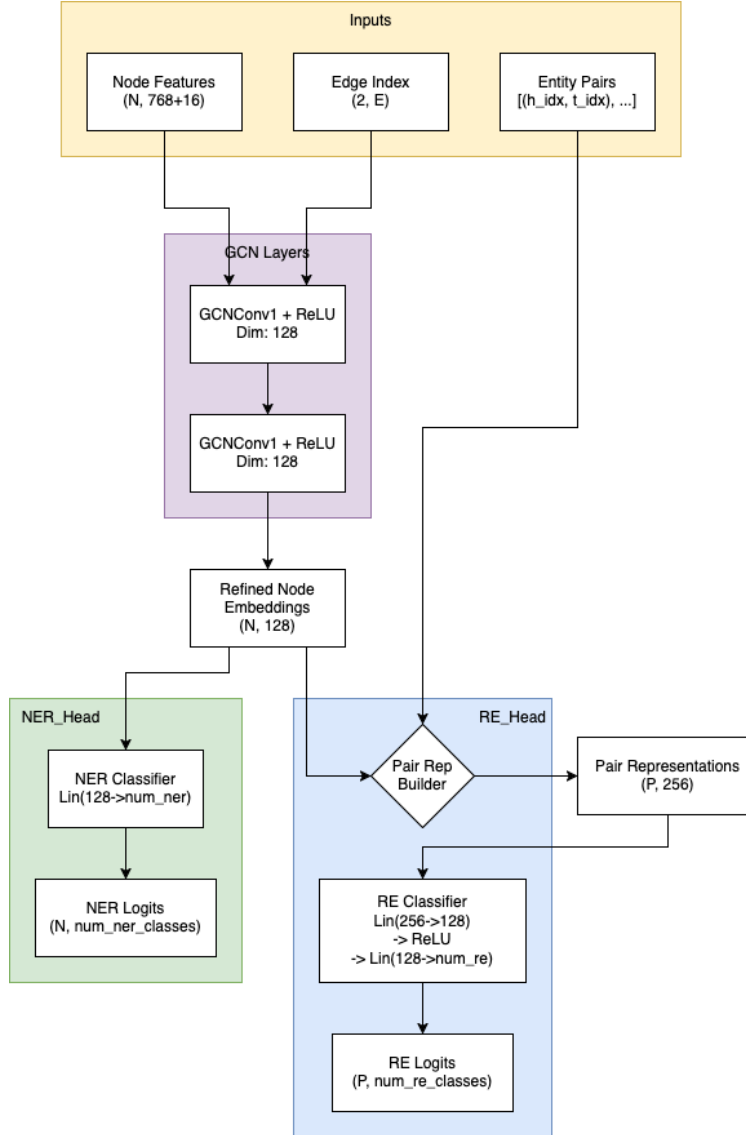 Inputs
Node Features
(N, 768+16)
Edge Index
(2, E)
Entity Pairs
[(h_idx, t_idx), ...]
GCN Layers
GCNConv1 + ReLU
Dim: 128
GCNConv1 + ReLU
Dim: 128
Refined Node
Embeddings
(N, 128)
NER_Head
NER Classifier
Lin(128->num_ner)
NER Logits
(N, num_ner_classes)
RE_Head
Pair Rep
Builder
Pair Representations
(P, 256)
RE Classifier
Lin(256->128)
-> ReLU
-> Lin(128->num_re)
RE Logits
(P, num_re_classes)